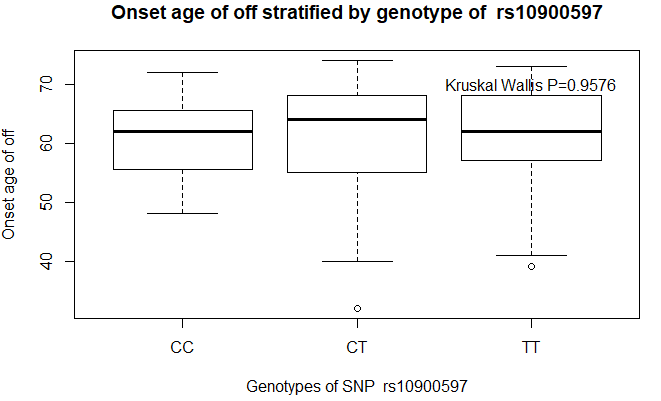 Onset age of off stratified by genotype of  rs10900597
Kruskal Wallis P=0.9576
Onset age of off
70
60
50
40
CC
CT
TT
Genotypes of SNP  rs10900597